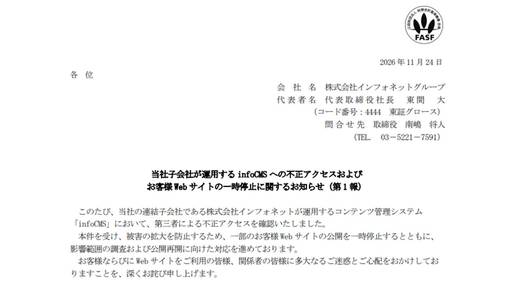 FASF
2026年11月24日
各 位
会 社 名 株式会社インフォネットグループ
代表者名 代表取締役社長 東間 大
(コード番号:4444 東証グロース)
問合せ先 取締役 南嶋 将人
(TEL. 03-5221-7591)
当社子会社が運用する infoCMS への不正アクセスおよび
お客様 Web サイトの一時停止に関するお知らせ(第1報)
このたび、当社の連結子会社である株式会社インフォネットが運用するコンテンツ管理システム
「infoCMS」において、第三者による不正アクセスを確認いたしました。
本件を受け、被害の拡大を防止するため、一部のお客様 Web サイトの公開を一時停止するとともに、
影響範囲の調査および公開再開に向けた対応を進めております。
お客様ならびに Web サイトをご利用の皆様、関係者の皆様に多大なるご迷惑とご心配をおかけしてお
りますことを、深くお詫び申し上げます。